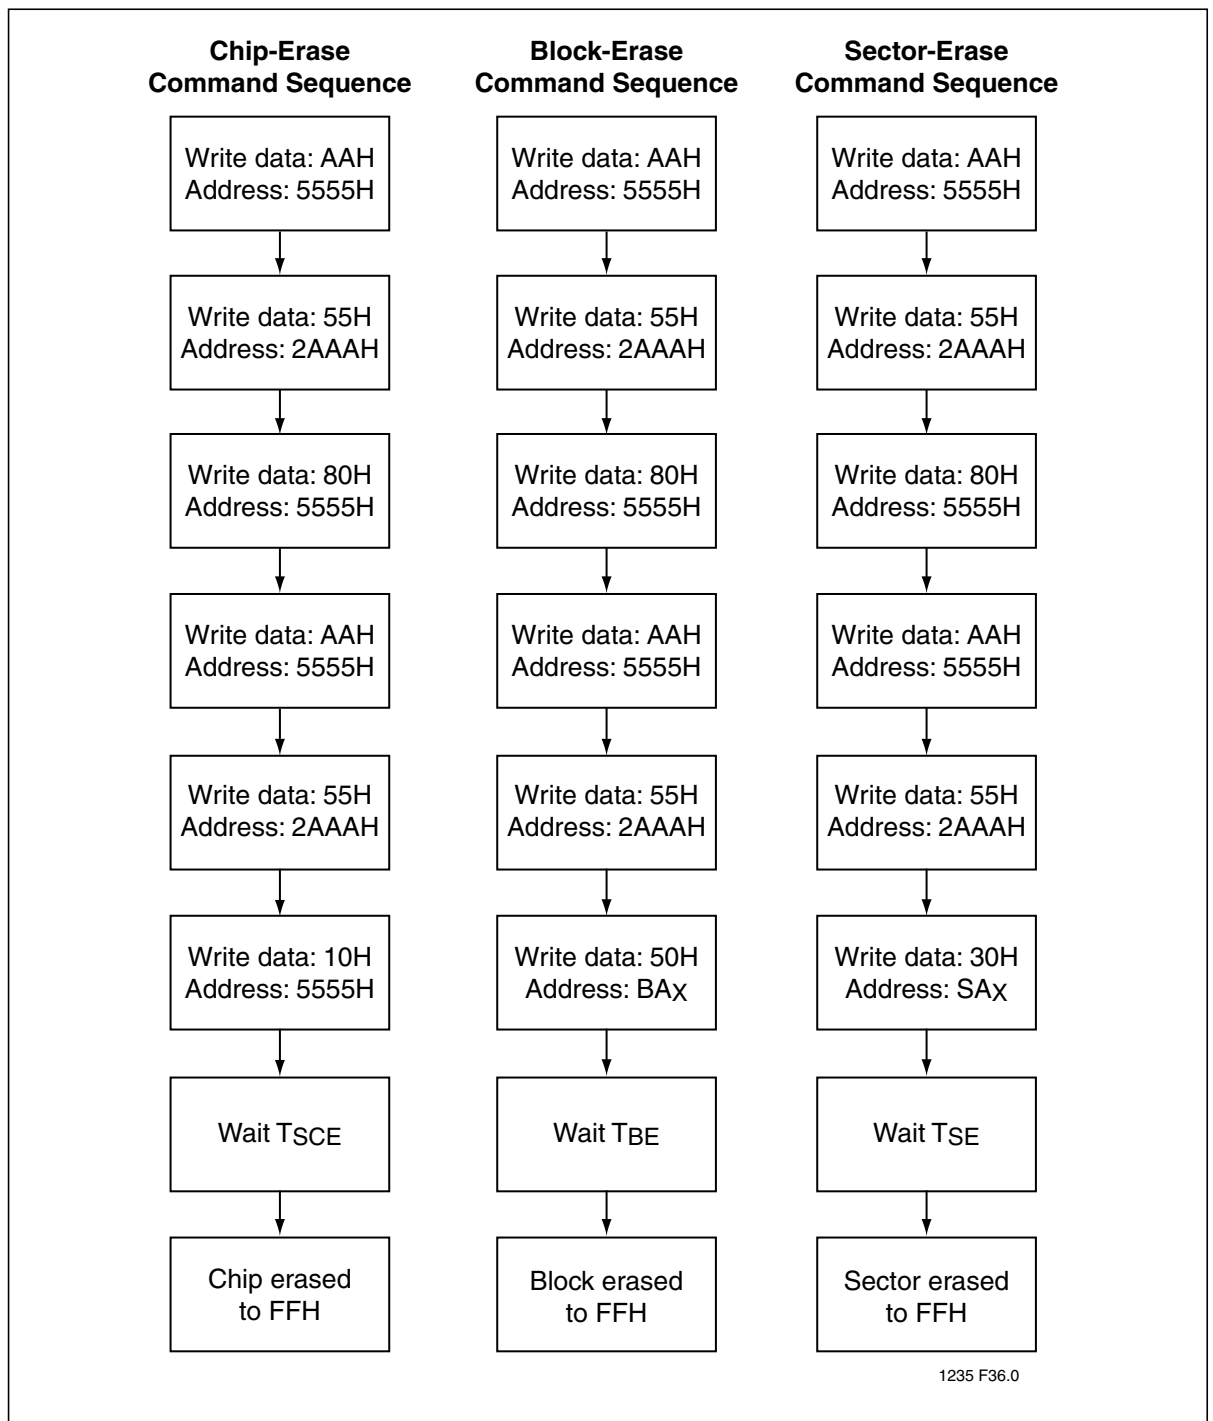 Chip-Erase
Command Sequence
Write data: AAH
Address: 5555H
Write data: 55H
Address: 2AAAH
Write data: 80H
Address: 5555H
Write data: AAH
Address: 5555H
Write data: 55H
Address: 2AAAH
Write data: 10H
Address: 5555H
Wait TSCE
Chip erased
to FFH
Block-Erase
Command Sequence
Write data: AAH
Address: 5555H
Write data: 55H
Address: 2AAAH
Write data: 80H
Address: 5555H
Write data: AAH
Address: 5555H
Write data: 55H
Address: 2AAAH
Write data: 50H
Address: BAX
Wait TBE
Block erased
to FFH
Sector-Erase
Command Sequence
Write data: AAH
Address: 5555H
Write data: 55H
Address: 2AAAH
Write data: 80H
Address: 5555H
Write data: AAH
Address: 5555H
Write data: 55H
Address: 2AAAH
Write data: 30H
Address: SAX
Wait TSE
Sector erased
to FFH
1235 F36.0